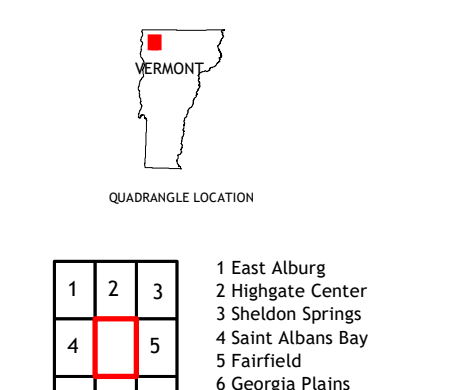 VERMONT
QUADRANGLE LOCATION
1 2 3
4 5
1 East Alburg
2 Highgate Center
3 Sheldon Springs
4 Saint Albans Bay
5 Fairfield
6 Georgia Plains